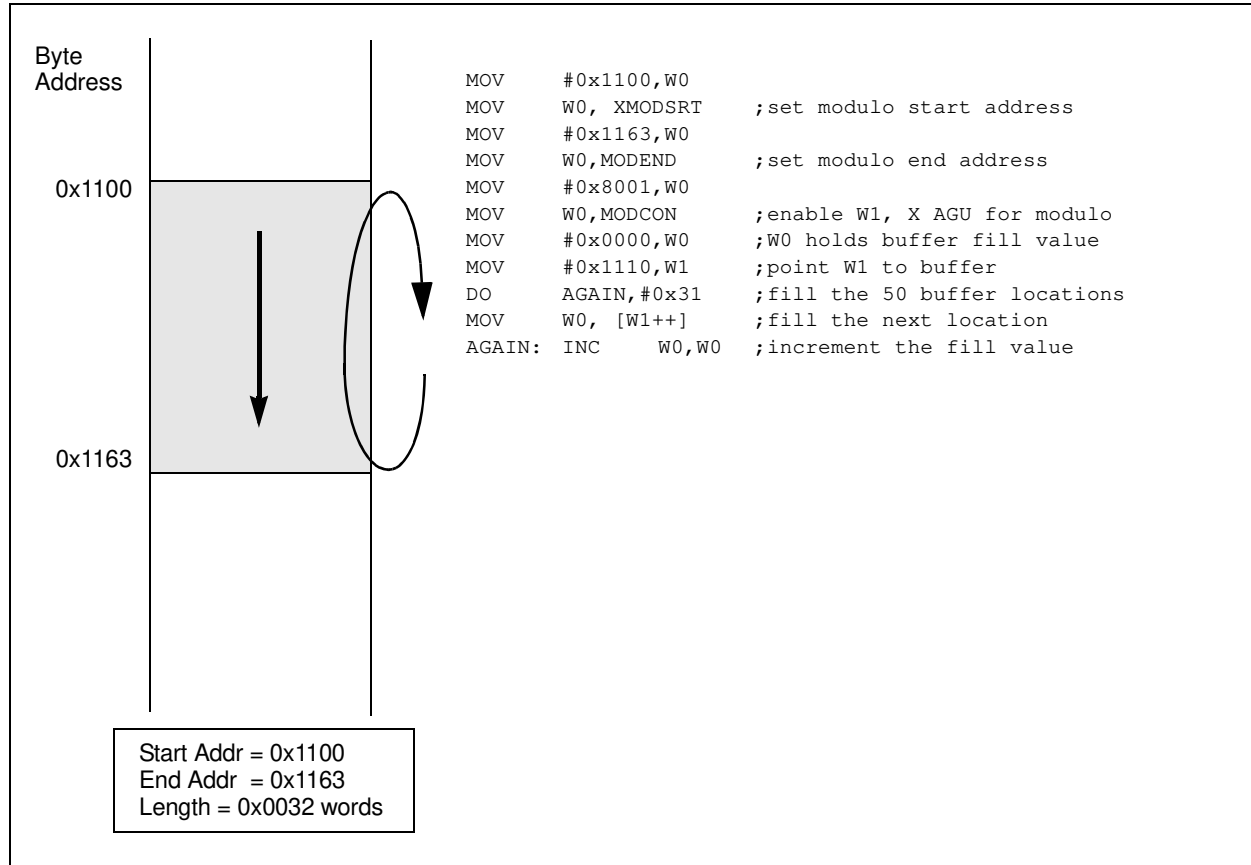 Byte
Address
0x1100
0x1163
MOV #0x1100,W0
MOV W0, XMODSRT ;set modulo start address
MOV #0x1163,W0
MOV W0,MODEND ;set modulo end address
MOV #0x8001,W0
MOV W0,MODCON ;enable W1, X AGU for modulo
MOV #0x0000,W0 ;W0 holds buffer fill value
MOV #0x1110,W1 ;point W1 to buffer
DO AGAIN,#0x31 ;fill the 50 buffer locations
MOV W0, [W1++] ;fill the next location
AGAIN: INC W0,W0 ;increment the fill value
Start Addr = 0x1100
End Addr = 0x1163
Length = 0x0032 words